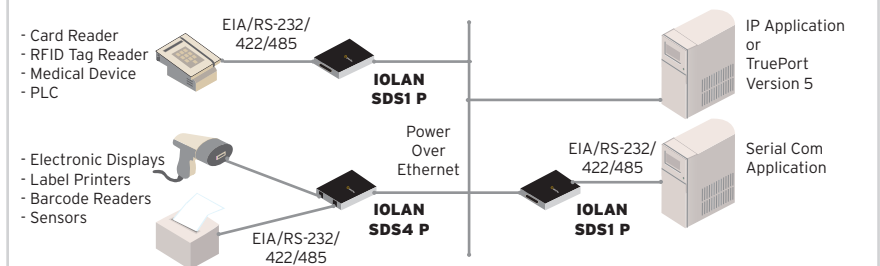 - Card Reader
- RFID Tag Reader
- Medical Device
- PLC
EIA/RS-232/
422/485
IOLAN
SDS1 P
IP Application
or
TruePort
Version 5
- Electronic Displays
- Label Printers
- Barcode Readers
- Sensors
EIA/RS-232/
422/485
IOLAN
SDS4 P
Power
Over
Ethernet
IOLAN
SDS1 P
EIA/RS-232/
422/485
Serial Com
Application